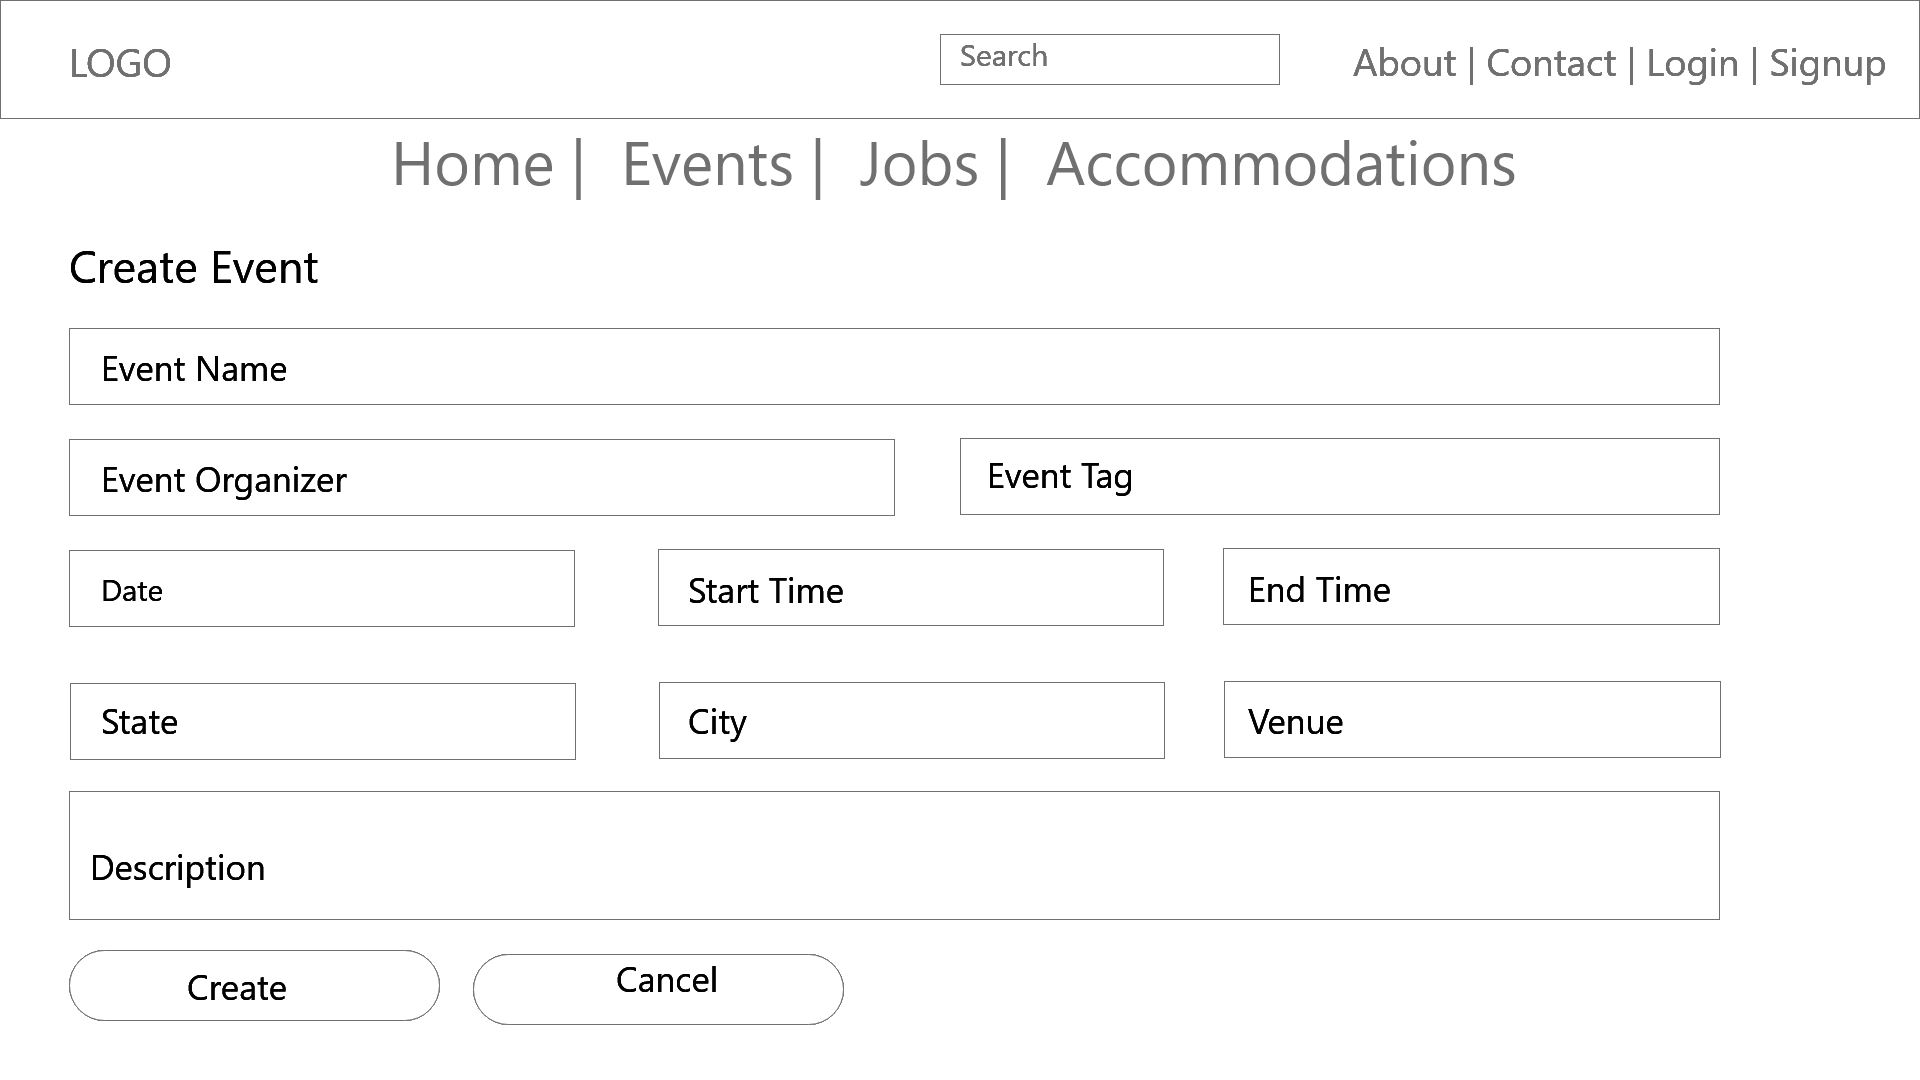 LOGO
Search
About | Contact | Login | Signup
Home | Events | Jobs | Accommodations
Create Event
Event Name
Event Organizer
Event Tag
Date
Start Time
End Time
State
City
Venue
Description
Create
Cancel